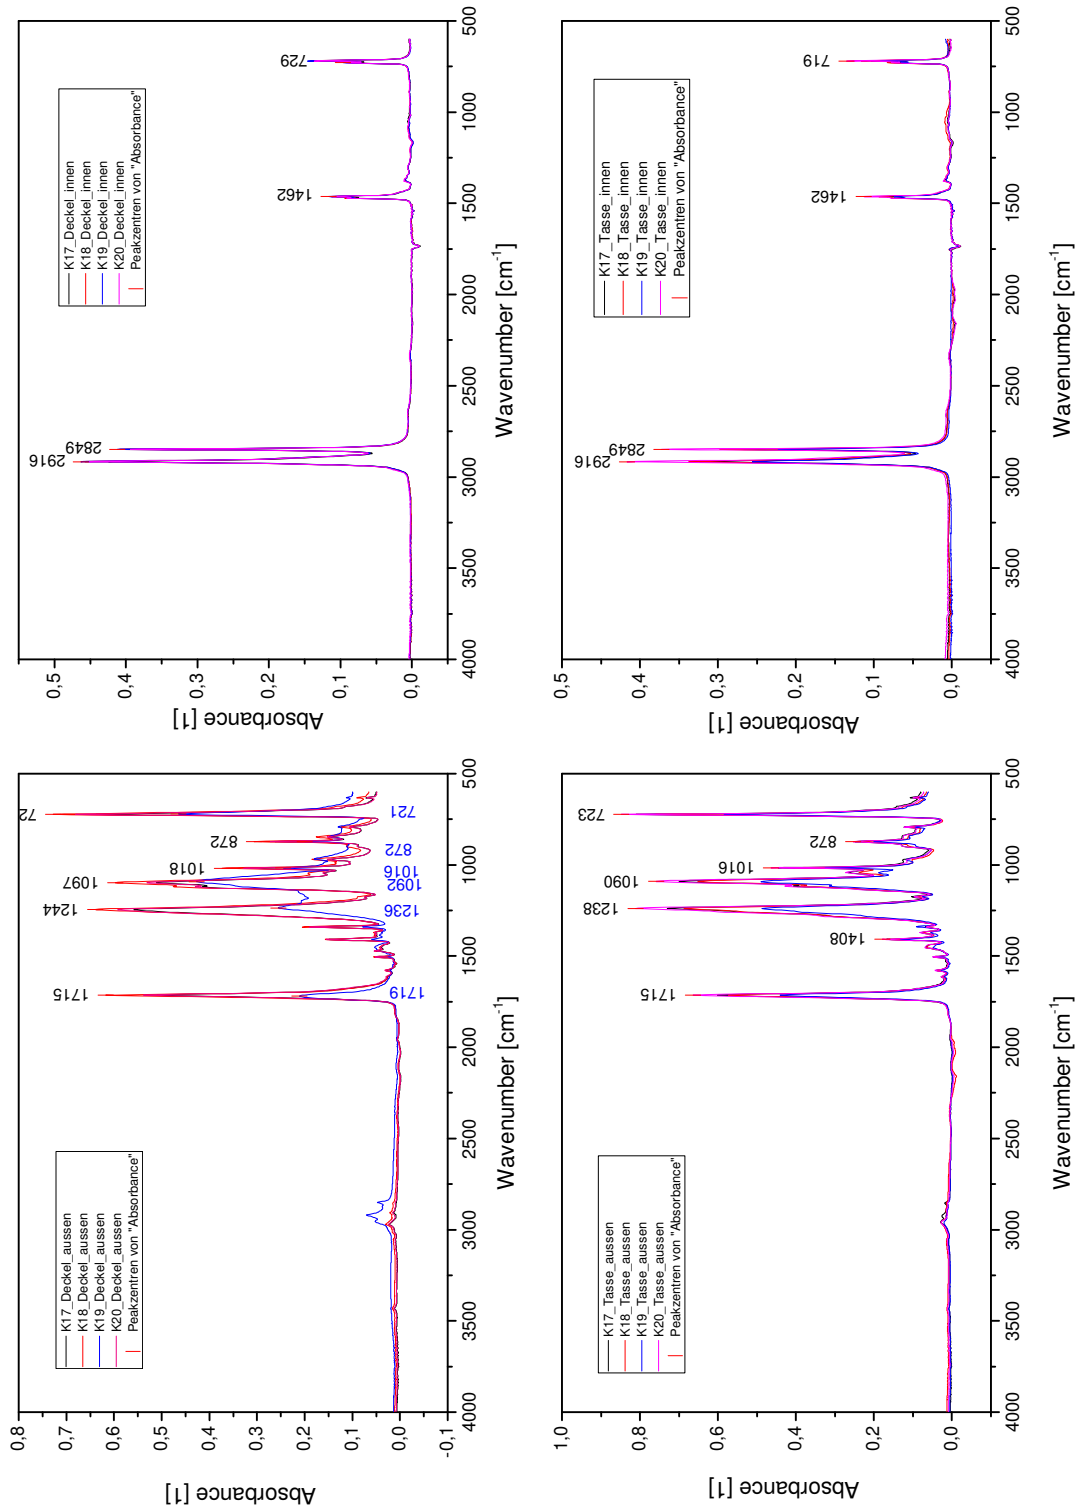 0,8
0,7
0,6
0,5
0,4
0,3
0,2
0,1
0,0
-0,1
Absorbance [1]
K17_Deckel_aussen
K18_Deckel_aussen
K19_Deckel_aussen
K20_Deckel_aussen
Peakzentren von "Absorbance"
1715
1244
1097
1018
872
72
1719
1236
1092
1016
872
721
4000 3500 3000 2500 2000 1500 1000 500
Wavenumber [cm-1]
0,5
0,4
0,3
0,2
0,1
0,0
Absorbance [1]
2916
2849
1462
729
K17_Deckel_innen
K18_Deckel_innen
K19_Deckel_innen
K20_Deckel_innen
Peakzentren von "Absorbance"
4000 3500 3000 2500 2000 1500 1000 500
Wavenumber [cm-1]
1,0
0,8
0,6
0,4
0,2
0,0
Absorbance [1]
K17_Tasse_aussen
K18_Tasse_aussen
K19_Tasse_aussen
K20_Tasse_aussen
Peakzentren von "Absorbance"
1715
1408
1238
1090
1016
872
723
4000 3500 3000 2500 2000 1500 1000 500
Wavenumber [cm-1]
0,5
0,4
0,3
0,2
0,1
0,0
Absorbance [1]
2916
2849
1462
719
K17_Tasse_innen
K18_Tasse_innen
K19_Tasse_innen
K20_Tasse_innen
Peakzentren von "Absorbance"
4000 3500 3000 2500 2000 1500 1000 500
Wavenumber [cm-1]